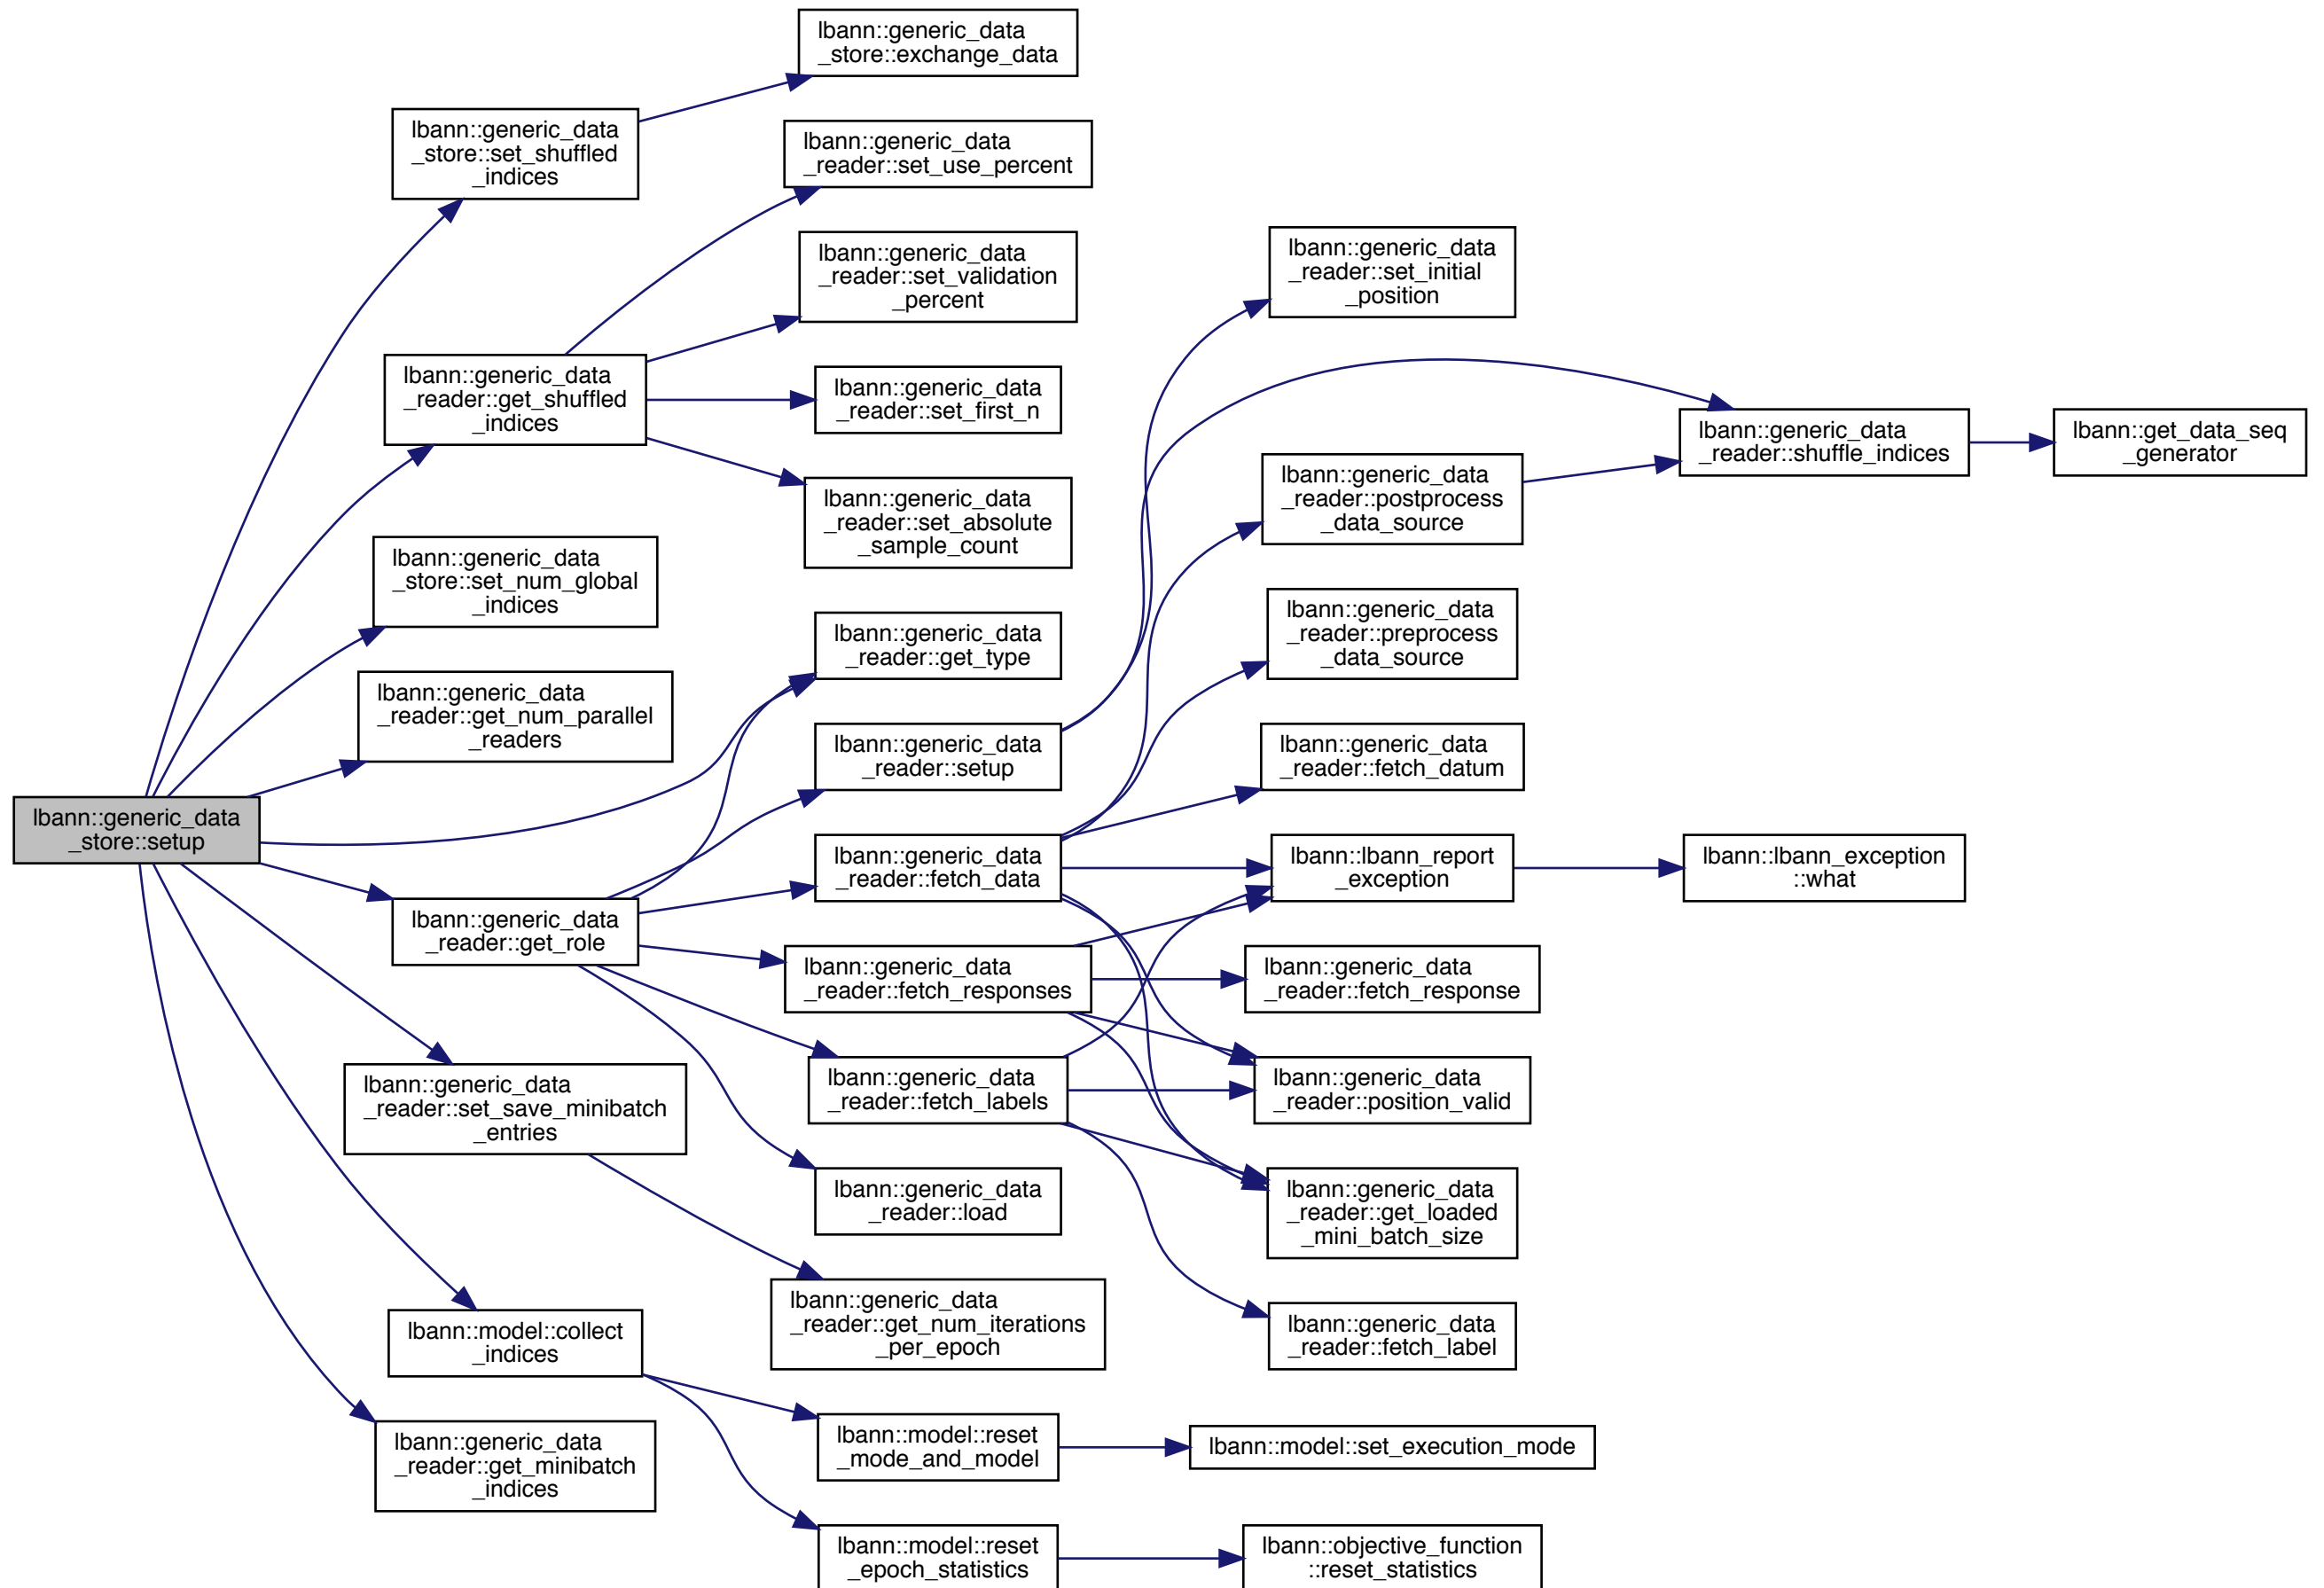 lbann::generic_data
_store::exchange_data
lbann::generic_data
_store::set_shuffled
_indices
lbann::generic_data
_reader::set_use_percent
lbann::generic_data
_reader::set_validation
_percent
lbann::generic_data
_reader::set_initial
_position
lbann::generic_data
_reader::get_shuffled
_indices
lbann::generic_data
_reader::set_first_n
lbann::generic_data
_reader::shuffle_indices
lbann::get_data_seq
_generator
lbann::generic_data
_reader::postprocess
_data_source
lbann::generic_data
_reader::set_absolute
_sample_count
lbann::generic_data
_store::set_num_global
_indices
lbann::generic_data
_reader::get_type
lbann::generic_data
_reader::preprocess
_data_source
lbann::generic_data
_reader::get_num_parallel
_readers
lbann::generic_data
_reader::setup
lbann::generic_data
_reader::fetch_datum
lbann::generic_data
_store::setup
lbann::generic_data
_reader::fetch_data
lbann::lbann_report
_exception
lbann::lbann_exception
::what
lbann::generic_data
_reader::get_role
lbann::generic_data
_reader::fetch_responses
lbann::generic_data
_reader::fetch_response
lbann::generic_data
_reader::set_save_minibatch
_entries
lbann::generic_data
_reader::fetch_labels
lbann::generic_data
_reader::position_valid
lbann::generic_data
_reader::load
lbann::generic_data
_reader::get_loaded
_mini_batch_size
lbann::generic_data
_reader::get_num_iterations
_per_epoch
lbann::generic_data
_reader::fetch_label
lbann::model::collect
_indices
lbann::generic_data
_reader::get_minibatch
_indices
lbann::model::reset
_mode_and_model
lbann::model::set_execution_mode
lbann::model::reset
_epoch_statistics
lbann::objective_function
::reset_statistics